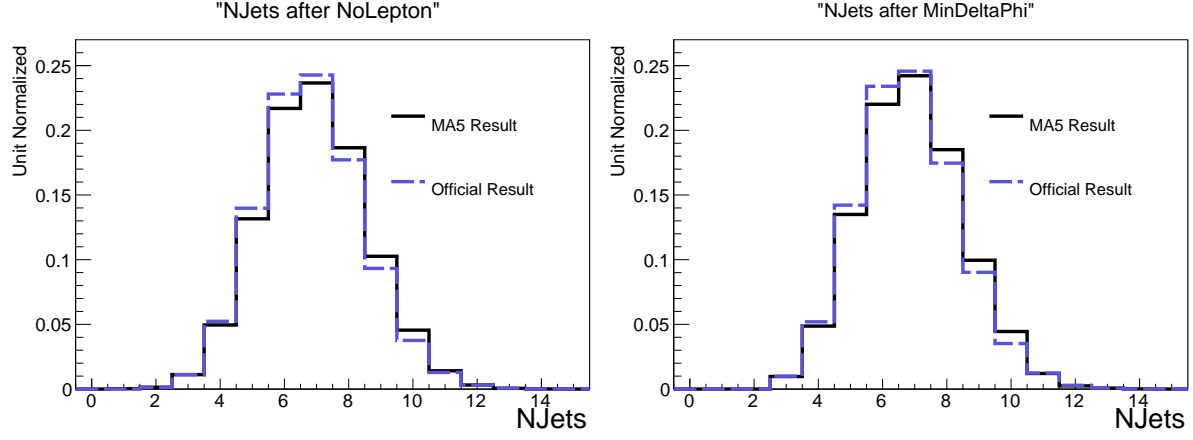 "NJets after NoLepton"
Unit Normalized
0.25
0.2
0.15
0.1
0.05
0
MA5 Result
Official Result
0 2 4 6 8 10 12 14
NJets
"NJets after MinDeltaPhi"
Unit Normalized
0.25
0.2
0.15
0.1
0.05
0
MA5 Result
Official Result
0 2 4 6 8 10 12 14
NJets